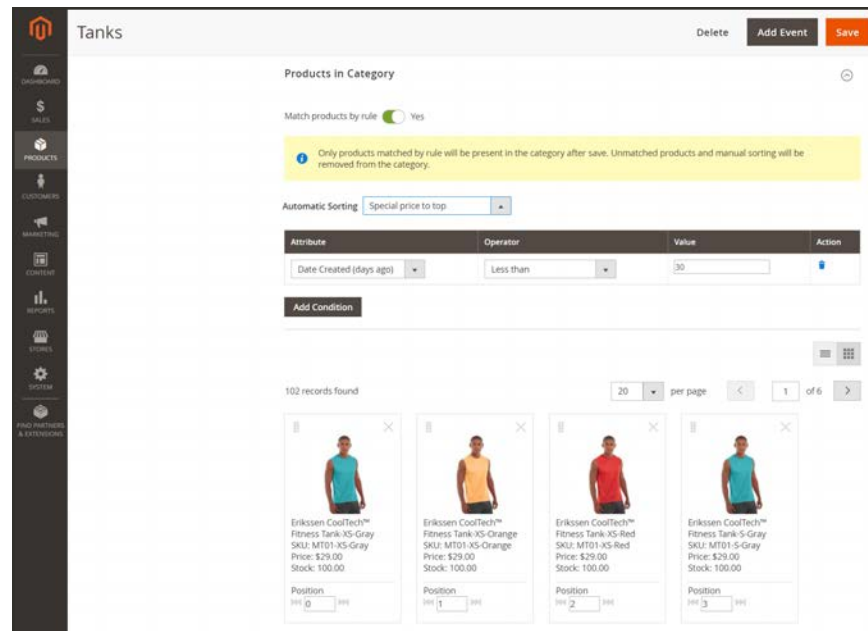 Tanks
Delete
Add Event
Save
DASHBOARD
SALES
PRODUCTS
CUSTOMERS
MARKETING
CONTENT
REPORTS
STORES
SYSTEM
FIND PARTNERS
& EXTENSIONS
Products in Category
Match products by rule Yes
Only products matched by rule will be present in the category after save. Unmatched products and manual sorting will be
removed from the category.
Automatic Sorting Special price to top
Attribute Operator Value Action
Date Created (days ago) Less than 30
Add Condition
102 records found 20 per page 1 of 6
Erikssen CoolTech™
Fitness Tank-XS-Gray
SKU: MT01-XS-Gray
Price: $29.00
Stock: 100.00
Position
0
Erikssen CoolTech™
Fitness Tank-XS-Orange
SKU: MT01-XS-Orange
Price: $29.00
Stock: 100.00
Position
1
Erikssen CoolTech™
Fitness Tank-XS-Red
SKU: MT01-XS-Red
Price: $29.00
Stock: 100.00
Position
2
Erikssen CoolTech™
Fitness Tank-S-Gray
SKU: MT01-S-Gray
Price: $29.00
Stock: 100.00
Position
3